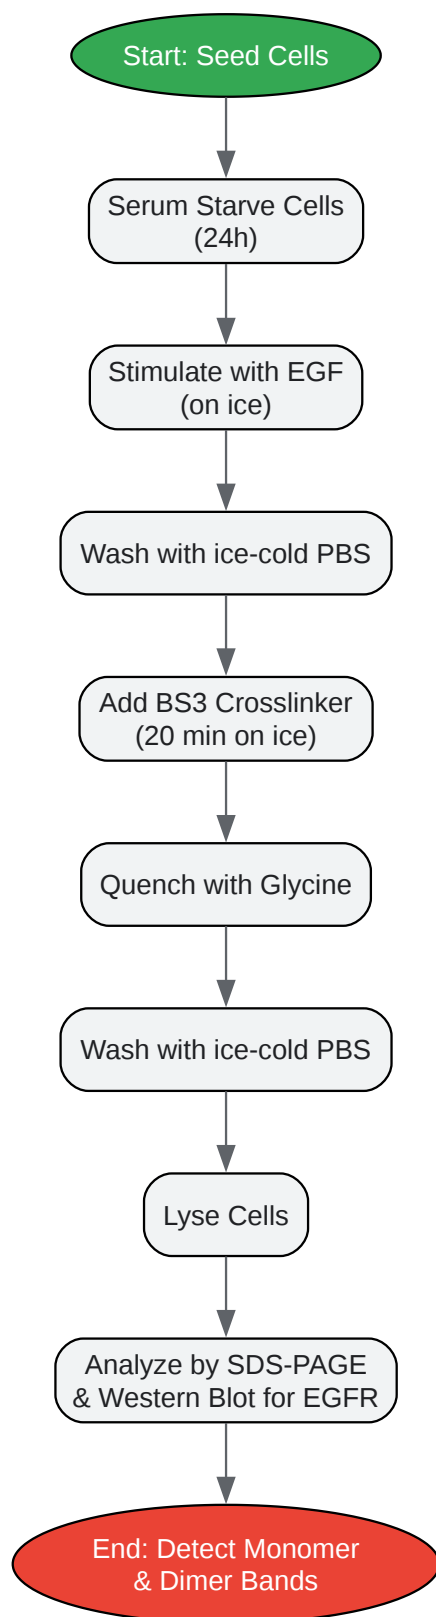 Start: Seed Cells
Serum Starve Cells
(24h)
Stimulate with EGF
(on ice)
Wash with ice-cold PBS
Add BS3 Crosslinker
(20 min on ice)
Quench with Glycine
Wash with ice-cold PBS
Lyse Cells
Analyze by SDS-PAGE
& Western Blot for EGFR
End: Detect Monomer
& Dimer Bands